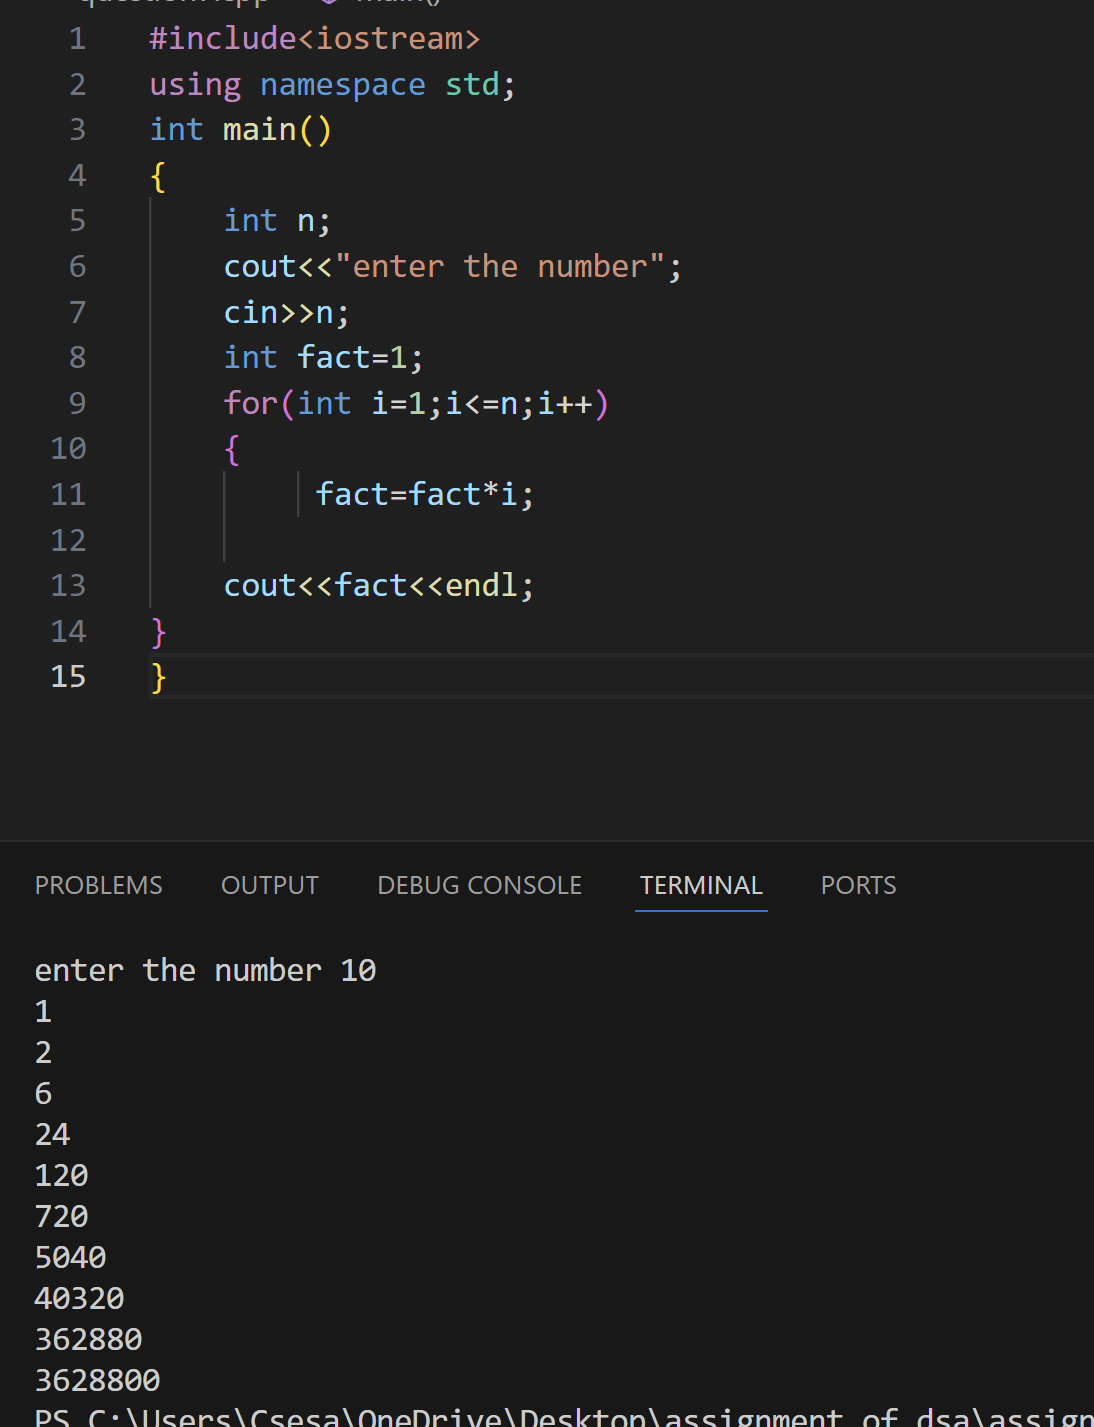 1 #include<iostream>
2 using namespace std;
3 int main()
4 {
5 int n;
6 cout<<"enter the number";
7 cin>>n;
8 int fact=1;
9 for(int i=1;i<=n;i++)
10 {
11 fact=fact*i;
12
13 cout<<fact<<endl;
14 }
15 }
PROBLEMS OUTPUT DEBUG CONSOLE TERMINAL PORTS
enter the number 10
1
2
6
24
120
720
5040
40320
362880
3628800
PS C:\Users\Csesa\OneDrive\Desktop\assignment of dsa\assign